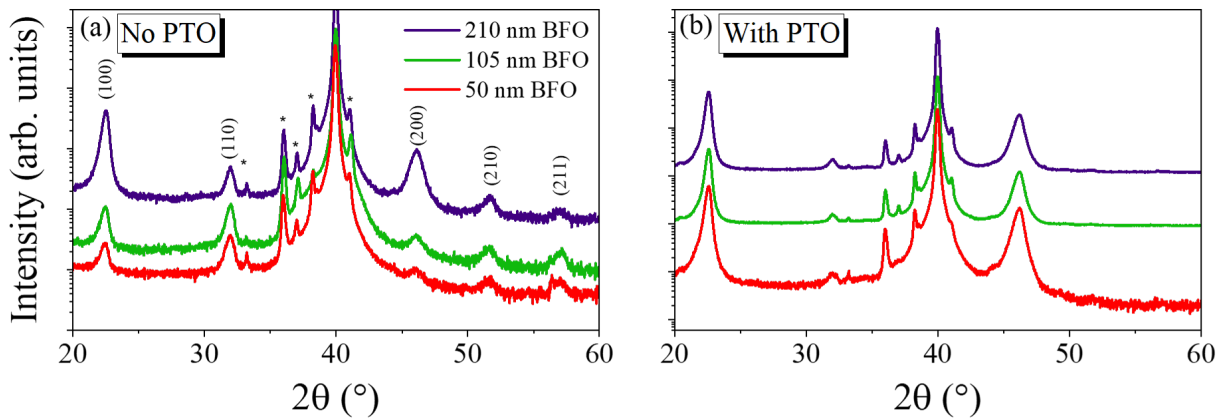 (a) No PTO
210 nm BFO
105 nm BFO
50 nm BFO
(100)
(110)
*
*
*
*
*
(200)
(210)
(211)
Intensity (arb. units)
20 30 40 50 60
2θ (°)
(b) With PTO
20 30 40 50 60
2θ (°)